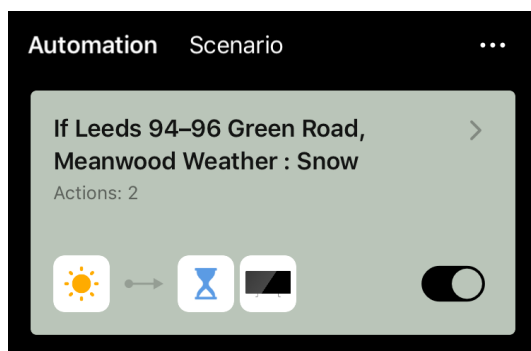 Automation Scenario
If Leeds 94–96 Green Road,
Meanwood Weather : Snow
Actions: 2